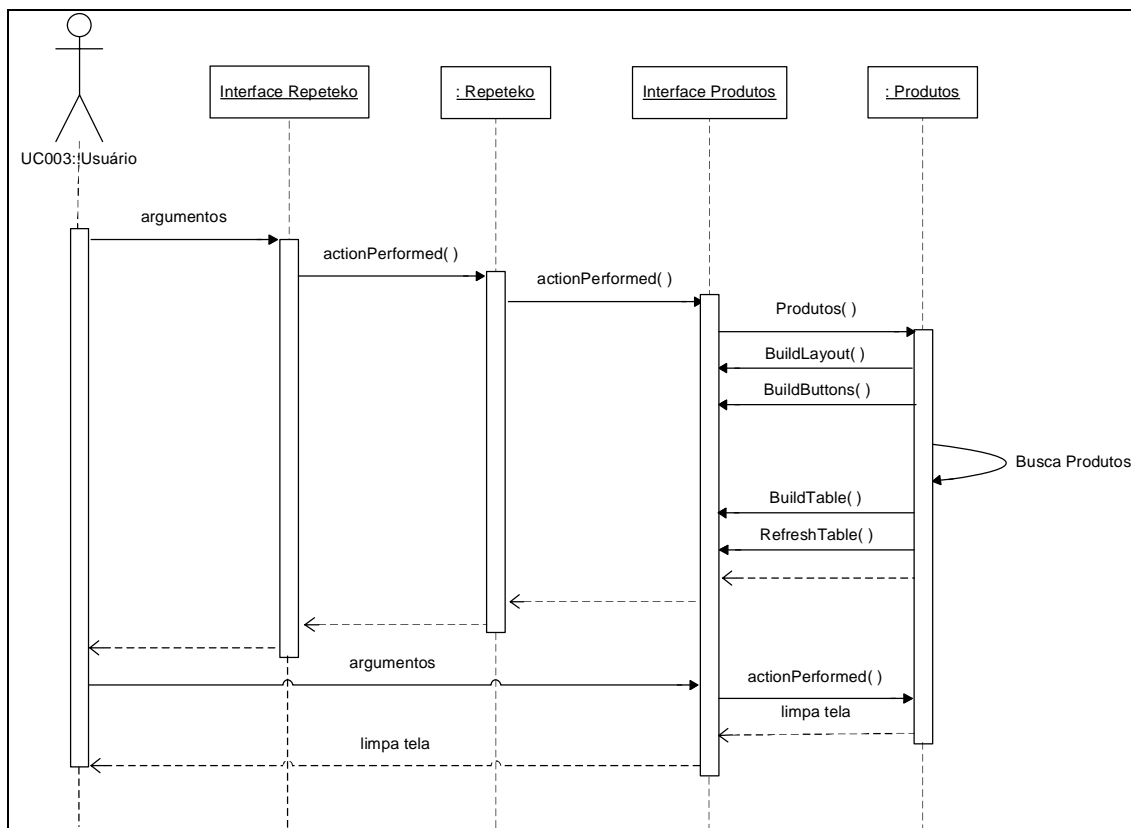 Interface Repeteko
: Repeteko
Interface Produtos
: Produtos
UC003::Usuário
argumentos
actionPerformed( )
actionPerformed( )
Produtos( )
BuildLayout( )
BuildButtons( )
Busca Produtos
BuildTable( )
RefreshTable( )
argumentos
actionPerformed( )
limpa tela
limpa tela